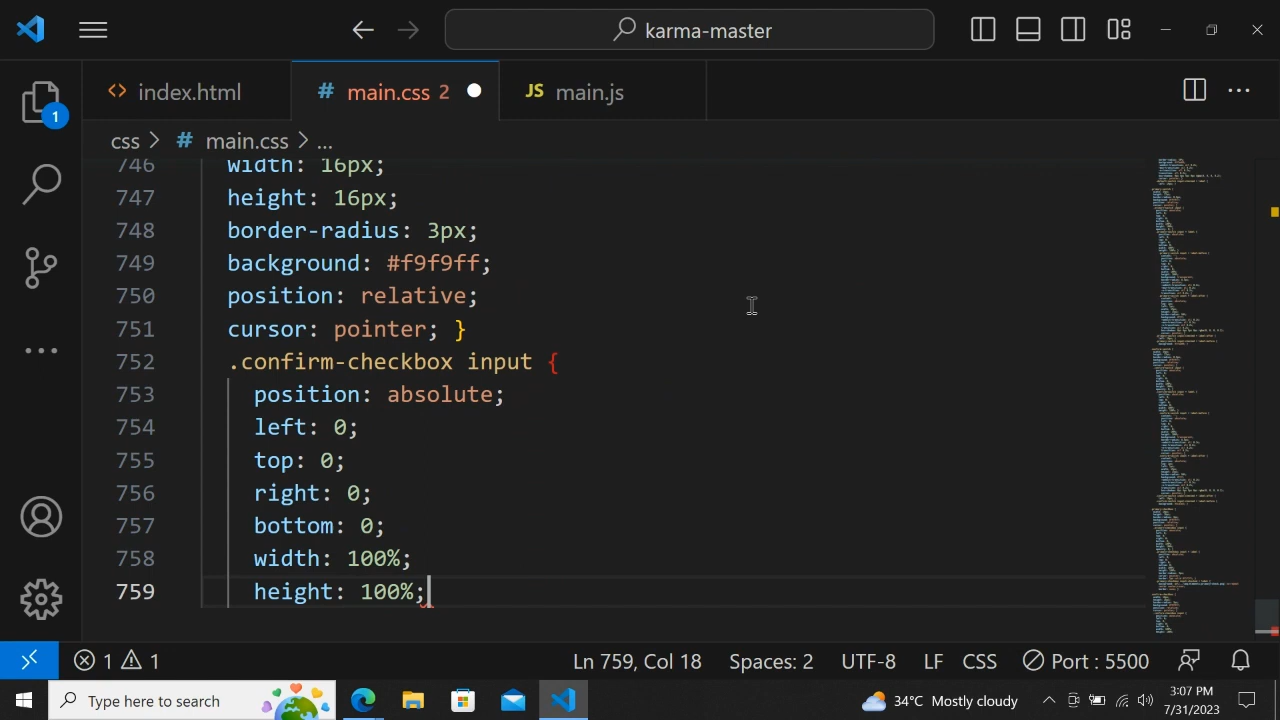 karma-master
index.html
# main.css 2
JS main.js
1
css > # main.css > ...
746 width: 16px;
747 height: 16px;
748 border-radius: 3px;
749 background: #f9f9ff;
750 position: relative;
751 cursor: pointer; }
752 .confirm-checkbox input {
753 position: absolute;
754 left: 0;
755 top: 0;
756 right: 0;
757 bottom: 0;
758 width: 100%;
759 height: 100%;
1 1 Ln 759, Col 18 Spaces: 2 UTF-8 LF CSS Port : 5500
Type here to search
34°C Mostly cloudy
3:07 PM
7/31/2023